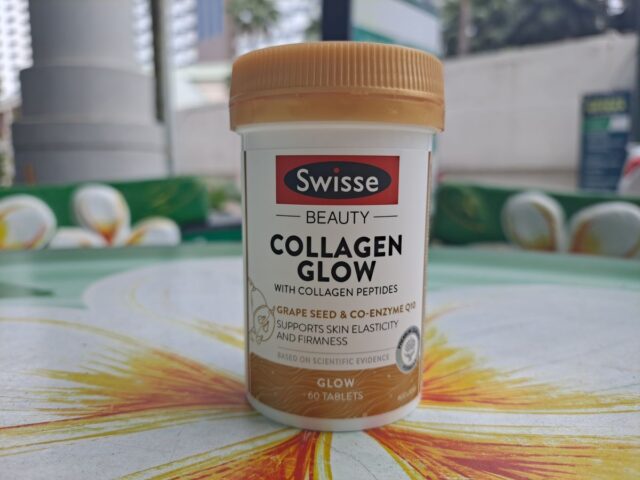 Swisse
BEAUTY
COLLAGEN
GLOW
WITH COLLAGEN PEPTIDES
GRAPE SEED & CO-ENZYME Q10
SUPPORTS SKIN ELASTICITY
AND FIRMNESS
BASED ON SCIENTIFIC EVIDENCE
GLOW
60 TABLETS